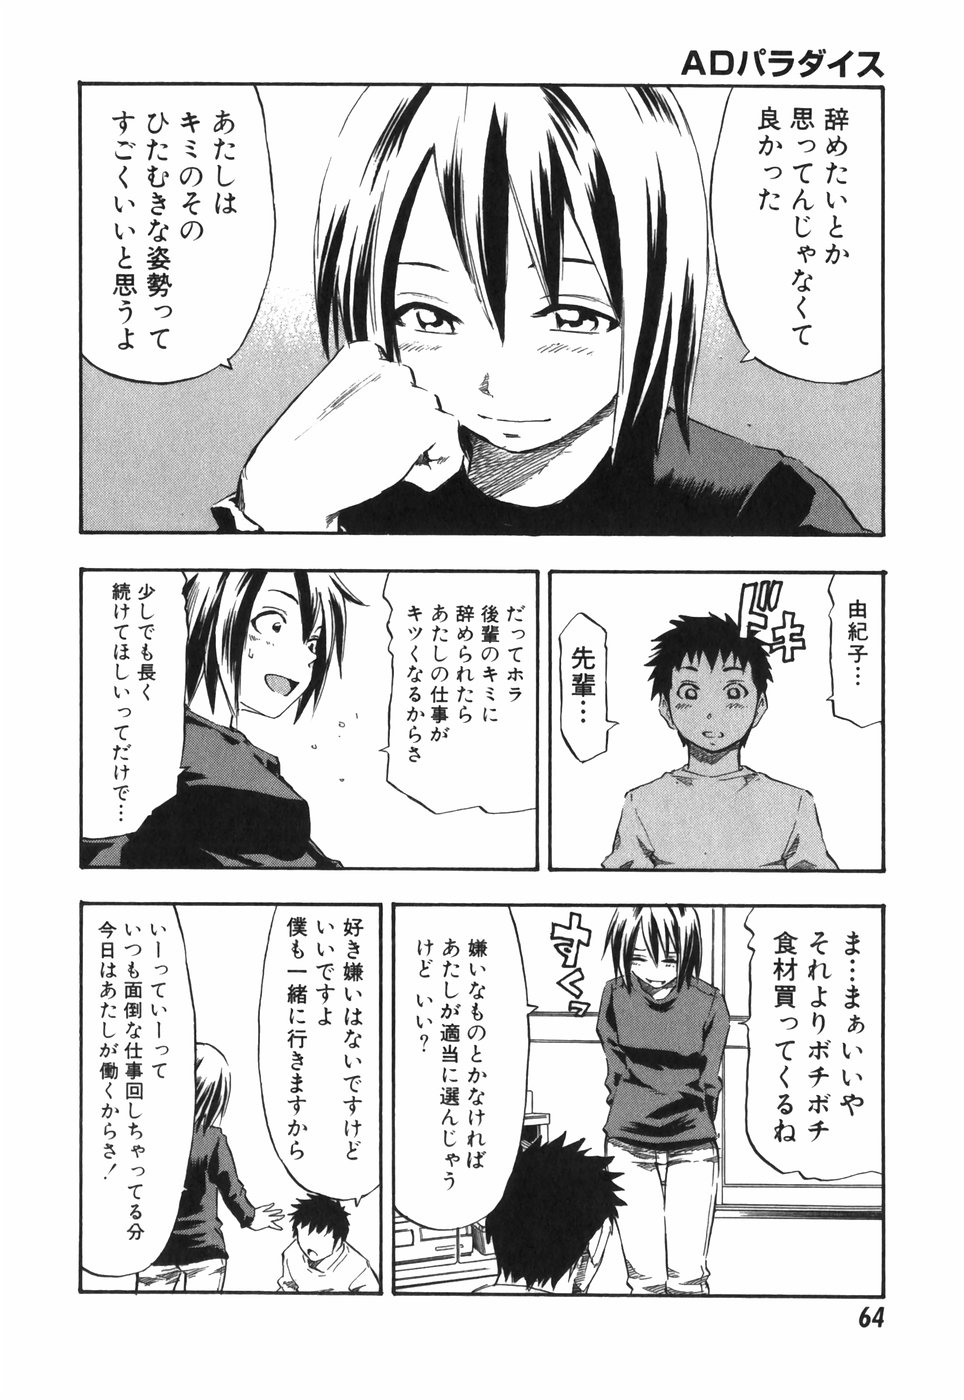 ADパラダイス
辞めたいとか
思ってんじゃなくて
良かった
あたしは
キミのその
ひたむきな姿勢って
すごくいいと思うよ
由紀子…
ドキ
先輩…
だってホラ
後輩のキミに
辞められたら
あたしの仕事が
キツくなるからさ
少しでも長く
続けてほしいってだけで…
ま…まぁいいや
それよりボチボチ
食材買ってくるね
すくっ
嫌いなものとかなければ
あたしが適当に選んじゃう
けど いい？
好き嫌いはないですけど
いいですよ
僕も一緒に行きますから
いーっていーって
いつも面倒な仕事回しちゃってる分
今日はあたしが働くからさ！
64